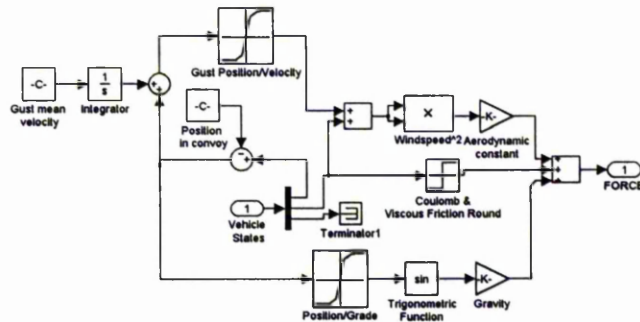 Gust Position/Velocity
-C-
Gust mean
velocity
1
s
Integrator
+
+
-C-
Position
in convoy
-
+
1
Vehicle
States
Terminator1
+
+
×
Windspeed^2
-K-
Aerodynamic
constant
Coulomb &
Viscous Friction Round
+
+
1
FORCE
Position/Grade
sin
Trigonometric
Function
-K-
Gravity